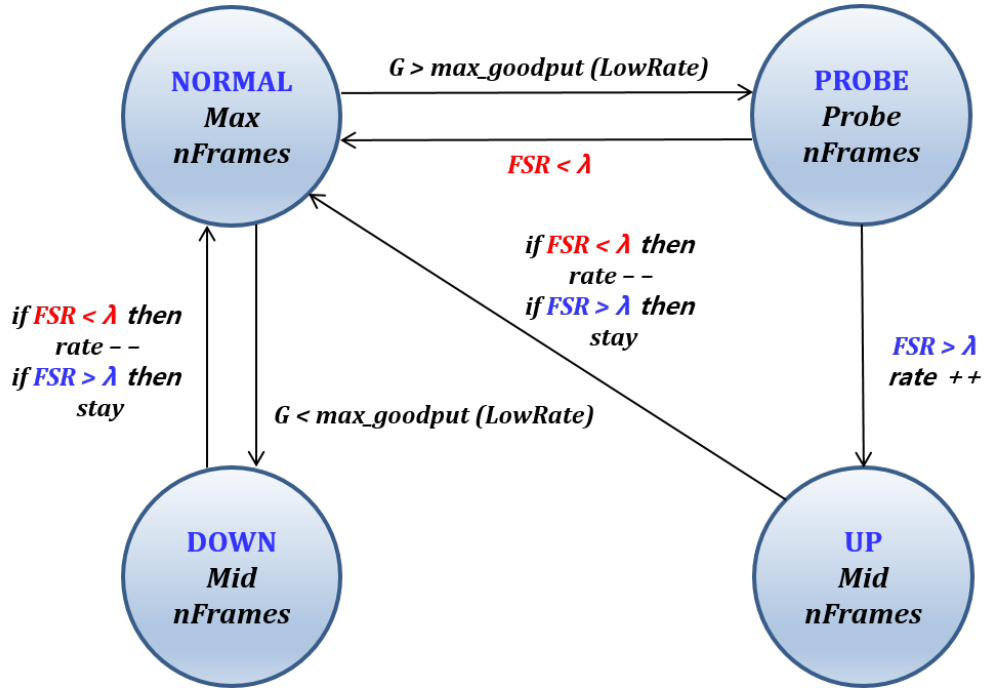 NORMAL
Max
nFrames
G > max_goodput (LowRate)
PROBE
Probe
nFrames
FSR < λ
if FSR < λ then
rate – –
if FSR > λ then
stay
if FSR < λ then
rate – –
if FSR > λ then
stay
FSR > λ
rate ++
G < max_goodput (LowRate)
DOWN
Mid
nFrames
UP
Mid
nFrames